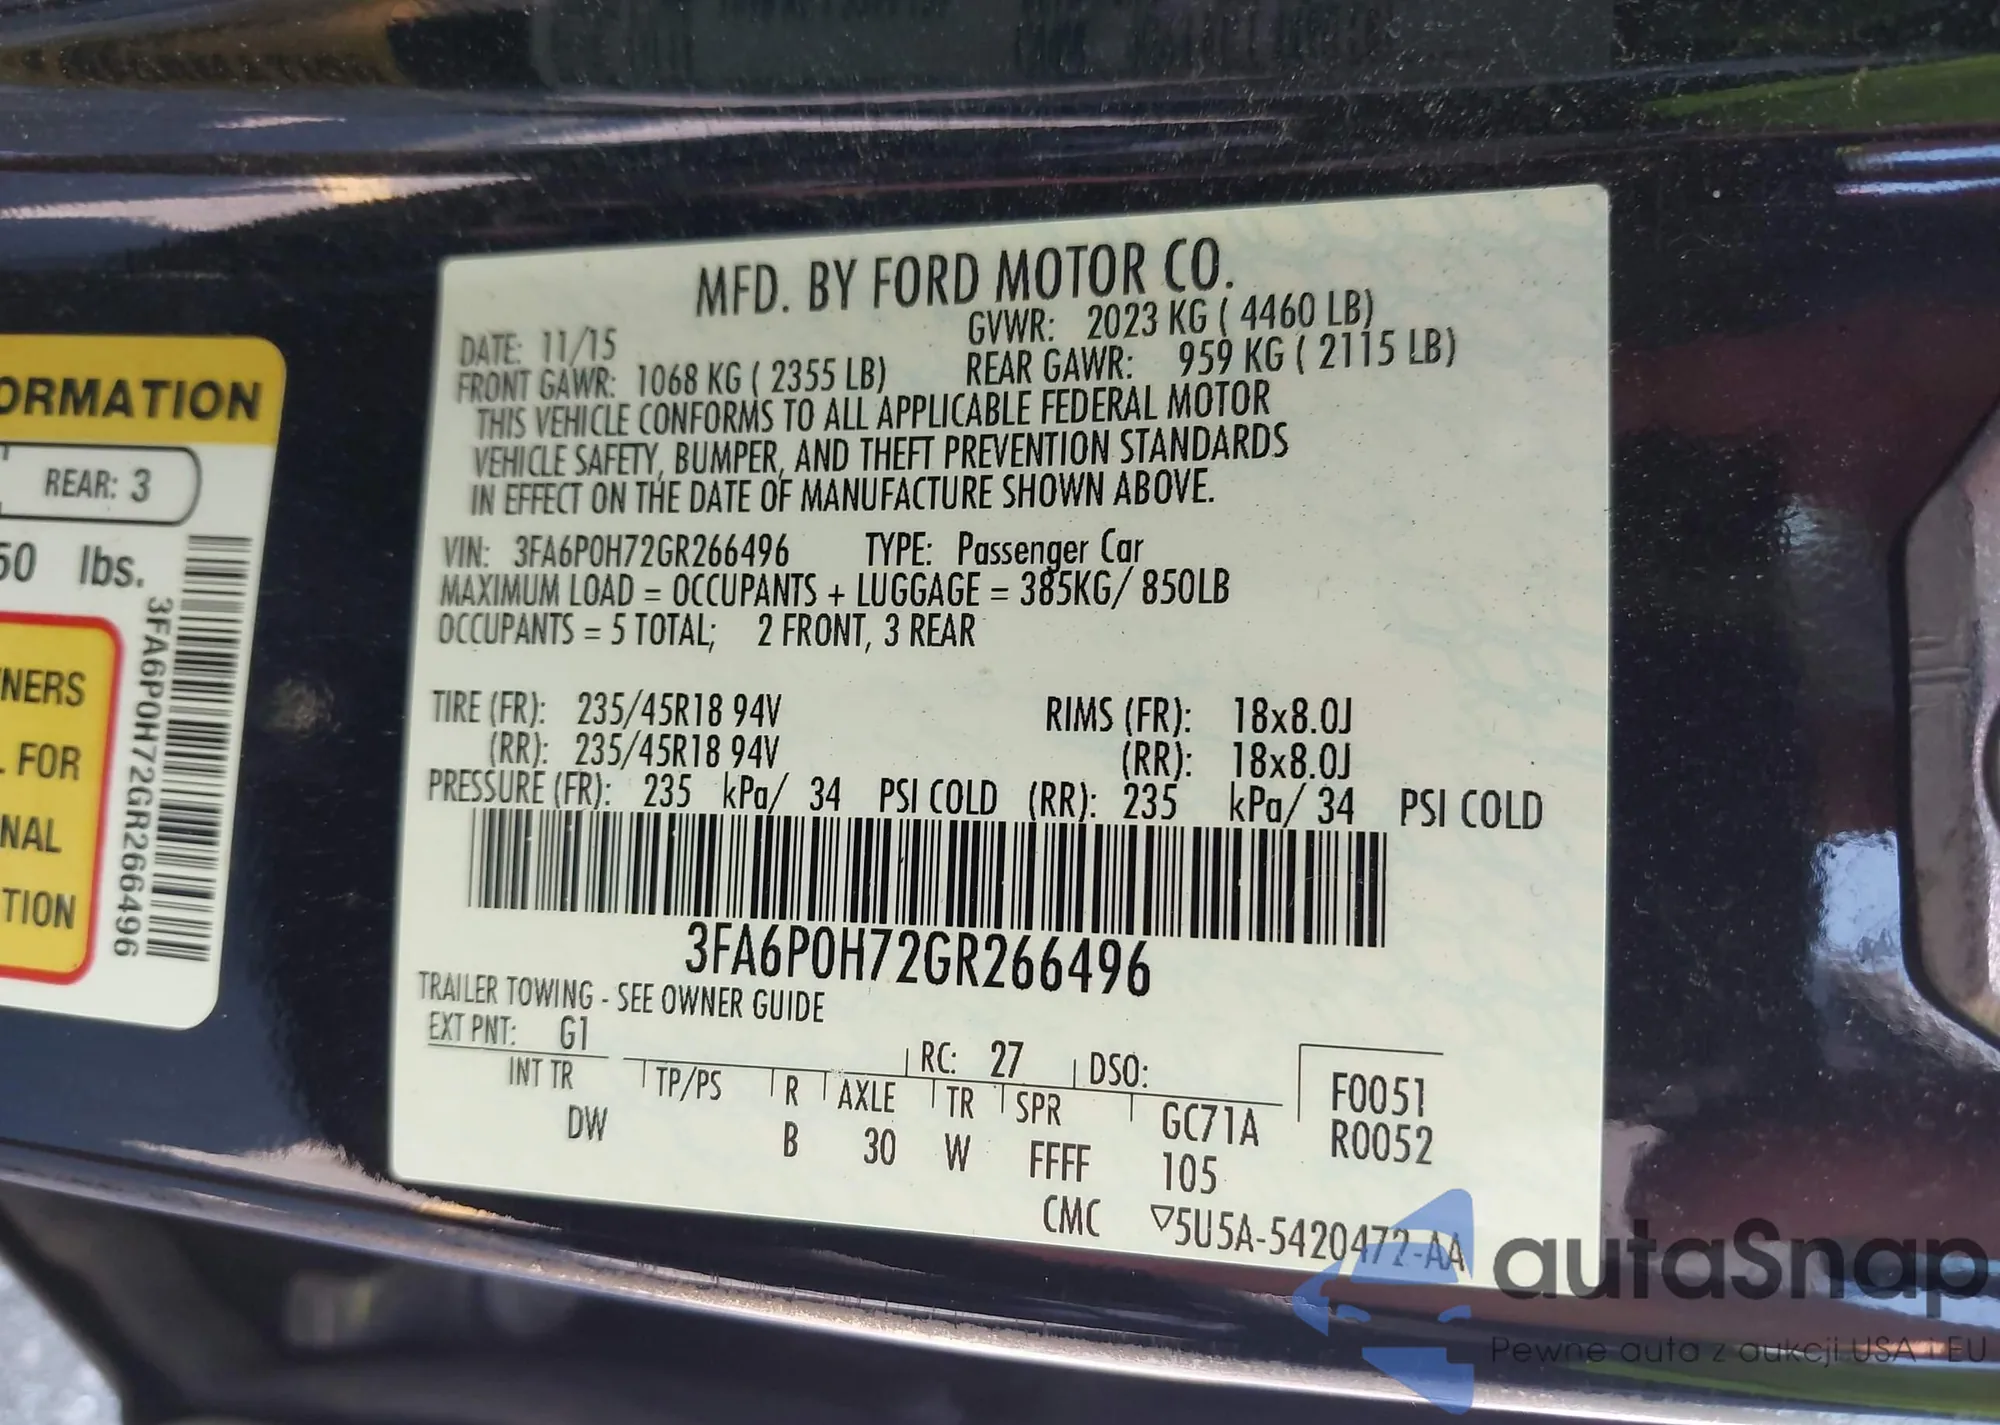 ORMATION
REAR: 3
50 lbs.
NERS
FOR
NAL
TION
3FA6P0H72GR266496
MFD. BY FORD MOTOR CO.
DATE: 11/15 GVWR: 2023 KG ( 4460 LB)
FRONT GAWR: 1068 KG ( 2355 LB) REAR GAWR: 959 KG ( 2115 LB)
THIS VEHICLE CONFORMS TO ALL APPLICABLE FEDERAL MOTOR
VEHICLE SAFETY, BUMPER, AND THEFT PREVENTION STANDARDS
IN EFFECT ON THE DATE OF MANUFACTURE SHOWN ABOVE.
VIN: 3FA6P0H72GR266496 TYPE: Passenger Car
MAXIMUM LOAD = OCCUPANTS + LUGGAGE = 385KG/ 850LB
OCCUPANTS = 5 TOTAL; 2 FRONT, 3 REAR
TIRE (FR): 235/45R18 94V RIMS (FR): 18x8.0J
(RR): 235/45R18 94V (RR): 18x8.0J
PRESSURE (FR): 235 kPa/ 34 PSI COLD (RR): 235 kPa/ 34 PSI COLD
3FA6P0H72GR266496
TRAILER TOWING - SEE OWNER GUIDE
EXT PNT: G1 RC: 27 DSO:
INT TR TP/PS R AXLE TR SPR GC71A F0051
DW B 30 W FFFF 105 R0052
CMC ▽5U5A-5420472-AA
autaSnap
Pewne auta z aukcji USA i EU